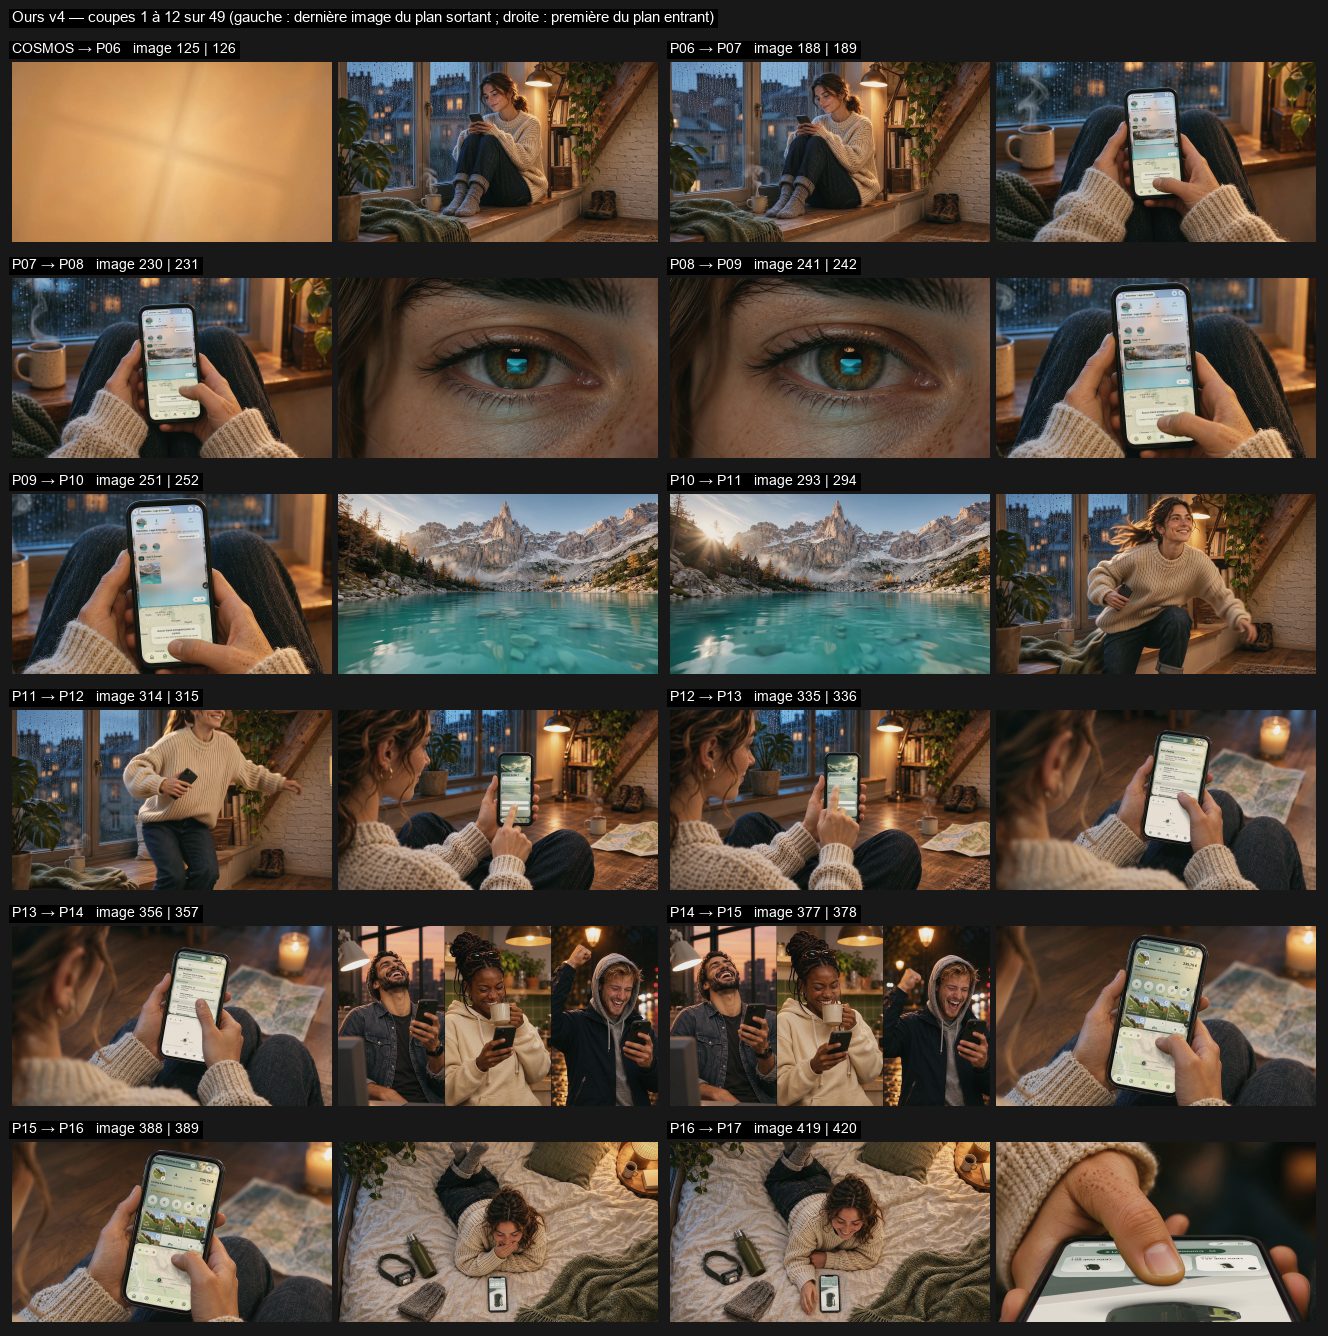 Ours v4 — coupes 1 à 12 sur 49 (gauche : dernière image du plan sortant ; droite : première du plan entrant)
COSMOS → P06 image 125 | 126
P06 → P07 image 188 | 189
P07 → P08 image 230 | 231
P08 → P09 image 241 | 242
P09 → P10 image 251 | 252
P10 → P11 image 293 | 294
P11 → P12 image 314 | 315
P12 → P13 image 335 | 336
P13 → P14 image 356 | 357
P14 → P15 image 377 | 378
P15 → P16 image 388 | 389
P16 → P17 image 419 | 420